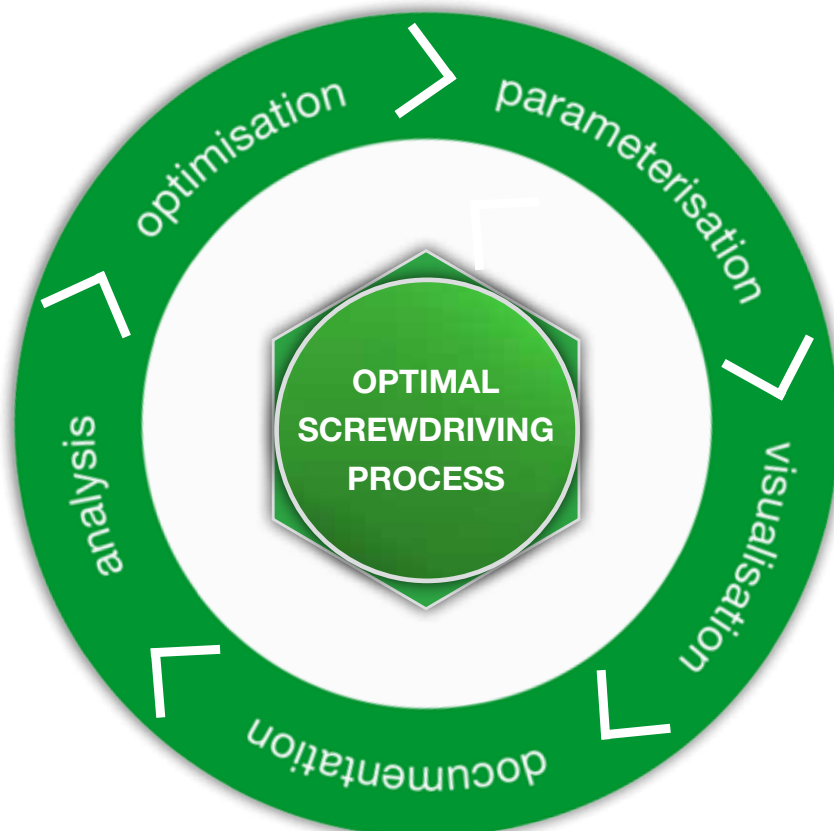 optimisation
parameterisation
visualisation
documentation
analysis
OPTIMAL
SCREWDRIVING
PROCESS